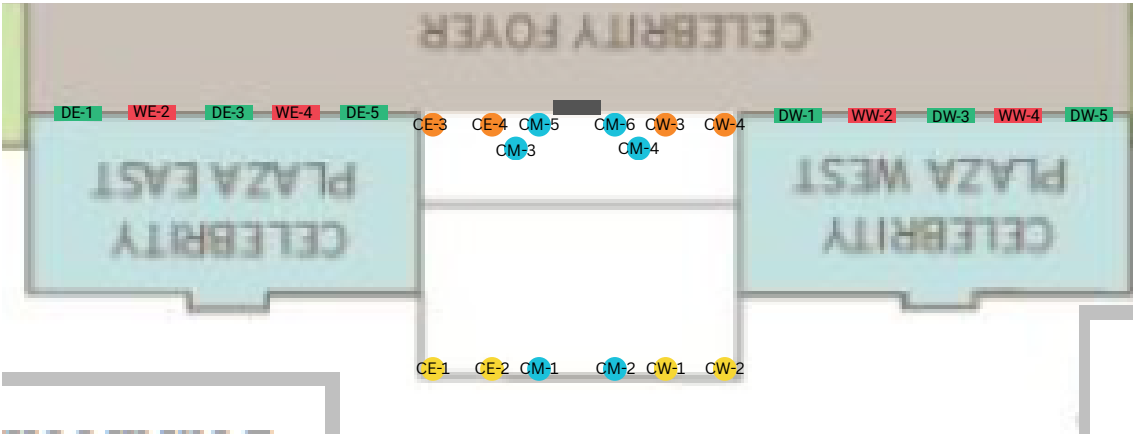 CELEBRITY FOYER
DE-1 WE-2 DE-3 WE-4 DE-5
DW-1 WW-2 DW-3 WW-4 DW-5
CE-3 CE-4 CM-5 CM-6 CW-3 CW-4
CM-3 CM-4
CELEBRITY
PLAZA EAST
CELEBRITY
PLAZA WEST
CE-1 CE-2 CM-1 CM-2 CW-1 CW-2